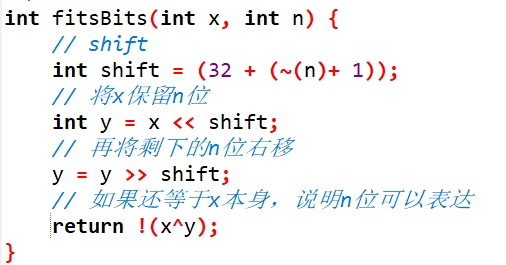 int fitsBits(int x, int n) {
// shift
int shift = (32 + (~(n)+ 1));
// 将x保留n位
int y = x << shift;
// 再将剩下的n位右移
y = y >> shift;
// 如果还等于x本身，说明n位可以表达
return !(x^y);
}